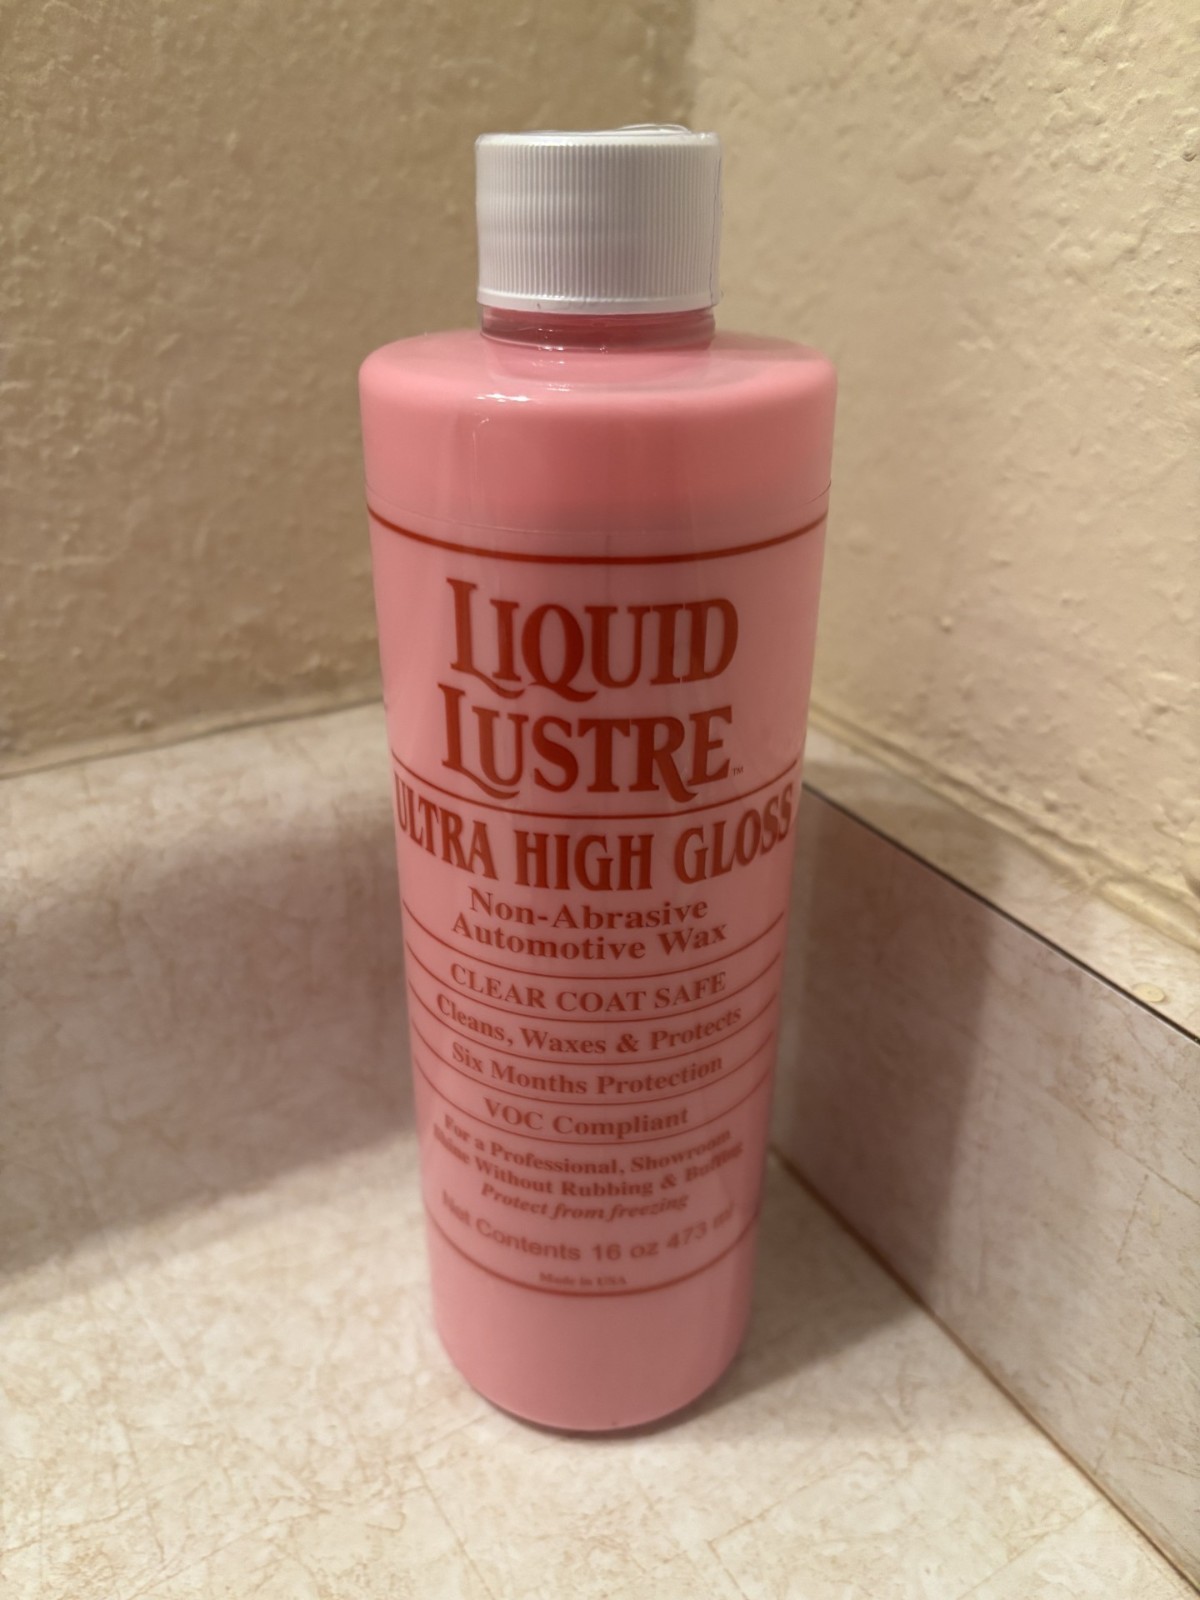 LIQUID
LUSTRE™
ULTRA HIGH GLOSS
Non-Abrasive
Automotive Wax
CLEAR COAT SAFE
Cleans, Waxes & Protects
Six Months Protection
VOC Compliant
For a Professional, Showroom
Shine Without Rubbing & Buffing
Protect from freezing
Net Contents 16 oz 473 ml
Made in USA